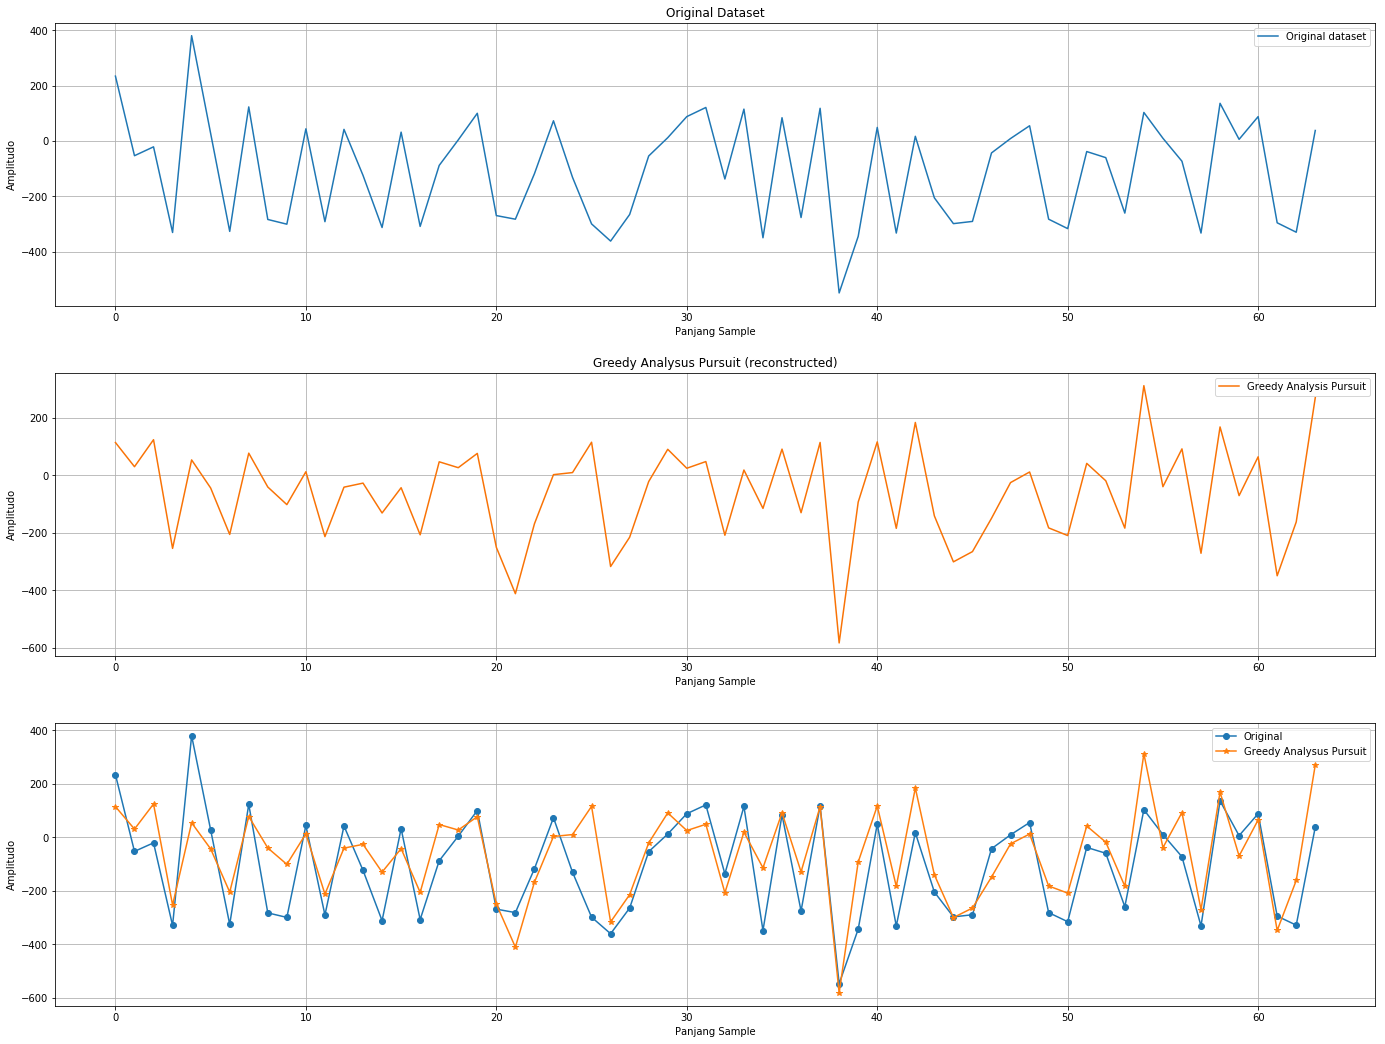 Original Dataset
Original dataset
Amplitudo
400
200
0
−200
−400
0 10 20 30 40 50 60
Panjang Sample
Greedy Analysus Pursuit (reconstructed)
Greedy Analysis Pursuit
Amplitudo
200
0
−200
−400
−600
0 10 20 30 40 50 60
Panjang Sample
Original
Greedy Analysus Pursuit
Amplitudo
400
200
0
−200
−400
−600
0 10 20 30 40 50 60
Panjang Sample